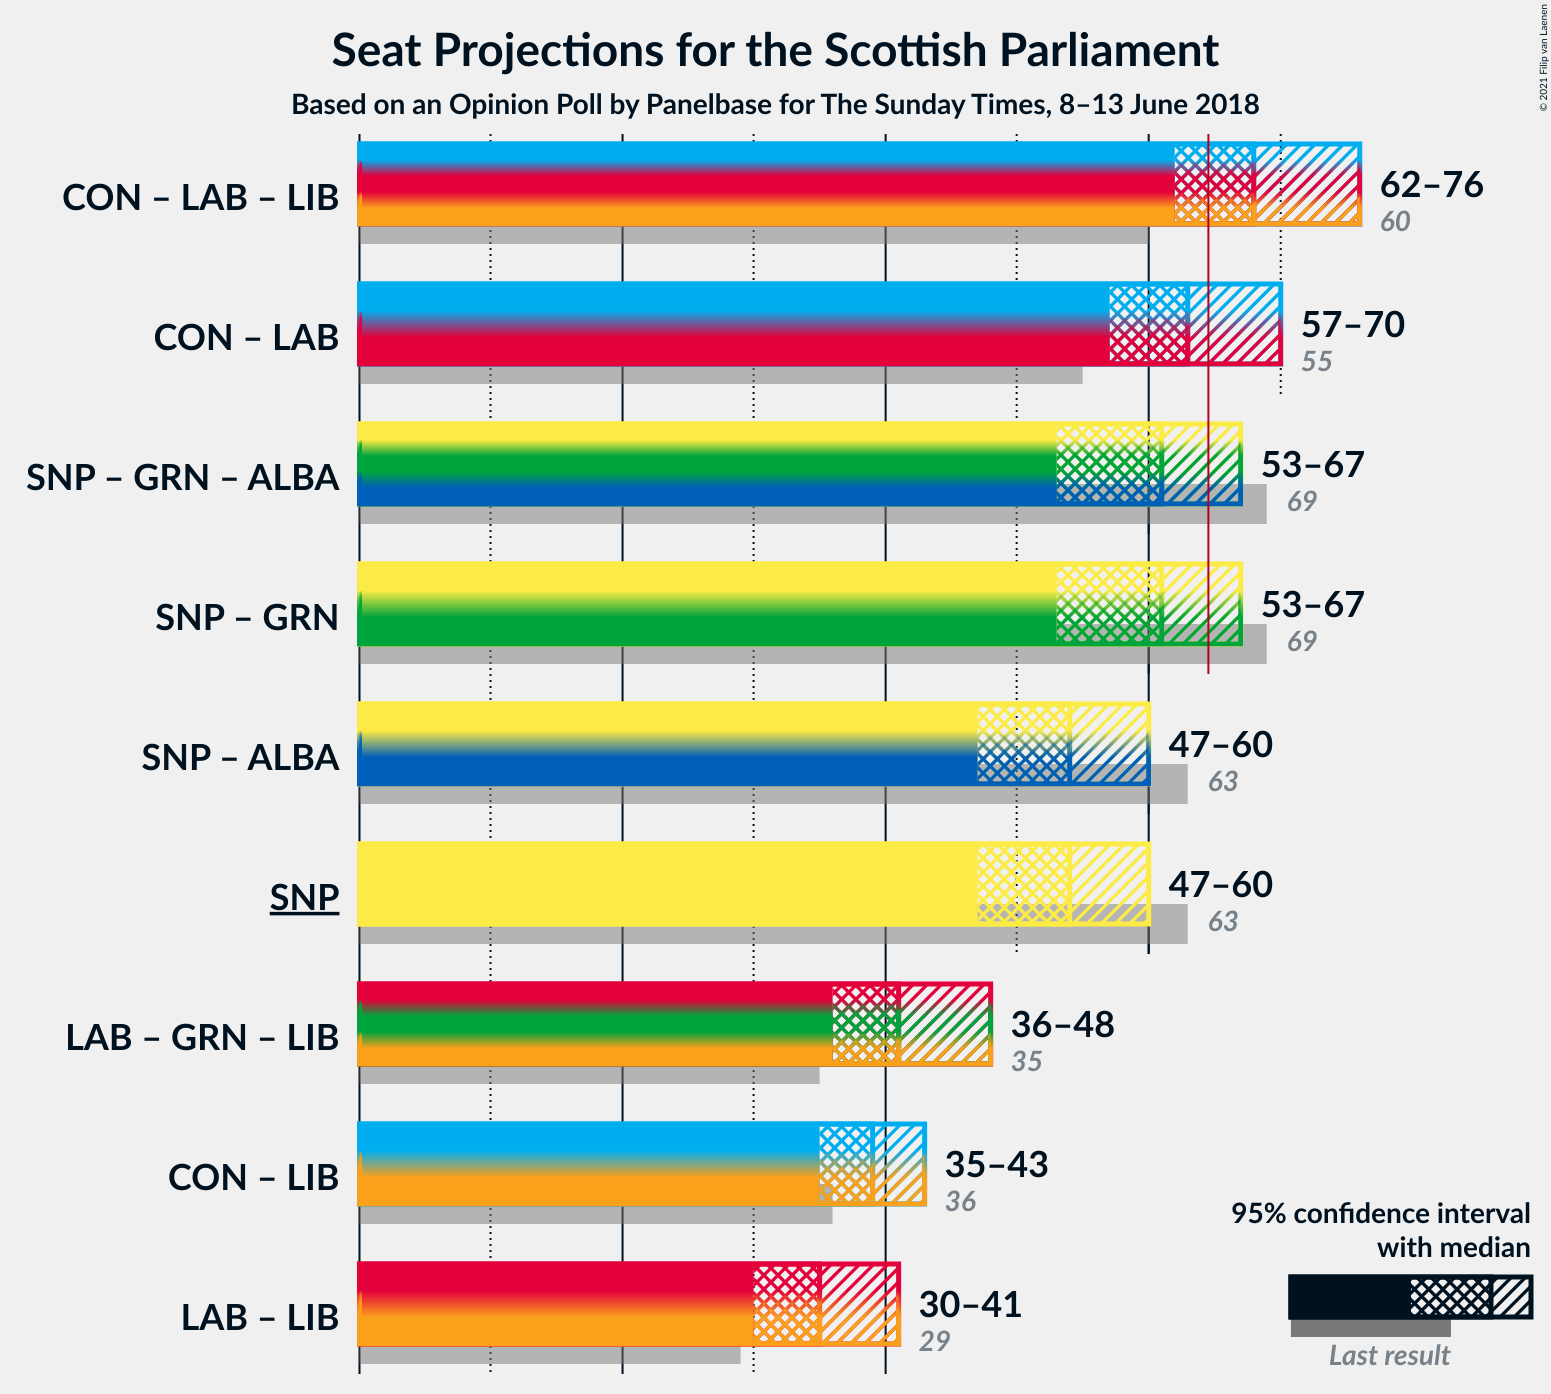 Seat Projections for the Scottish Parliament
Based on an Opinion Poll by Panelbase for The Sunday Times, 8–13 June 2018
© 2021 Filip van Laenen
CON – LAB – LIB
62–76
60
CON – LAB
57–70
55
SNP – GRN – ALBA
53–67
69
SNP – GRN
53–67
69
SNP – ALBA
47–60
63
SNP
47–60
63
LAB – GRN – LIB
36–48
35
CON – LIB
35–43
36
LAB – LIB
30–41
29
95% confidence interval
with median
Last result